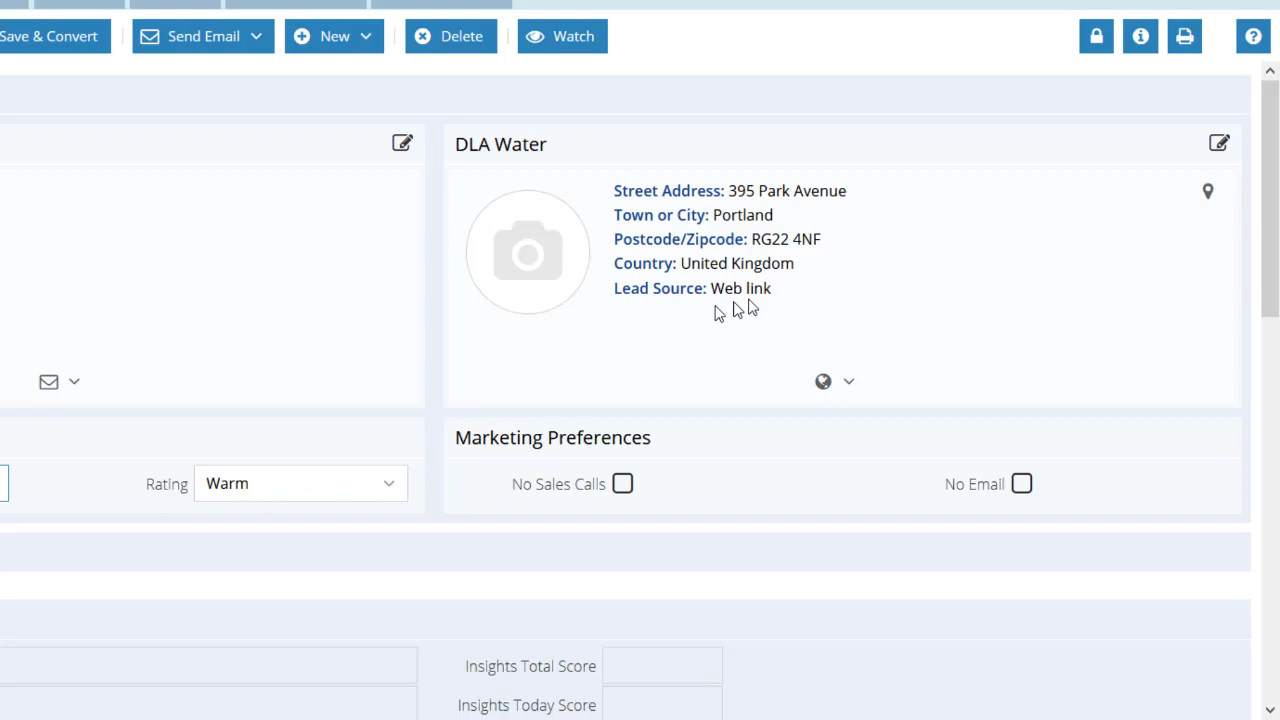 Save & Convert
Send Email
New
Delete
Watch
DLA Water
Street Address: 395 Park Avenue
Town or City: Portland
Postcode/Zipcode: RG22 4NF
Country: United Kingdom
Lead Source: Web link
Marketing Preferences
Rating Warm
No Sales Calls
No Email
Insights Total Score
Insights Today Score